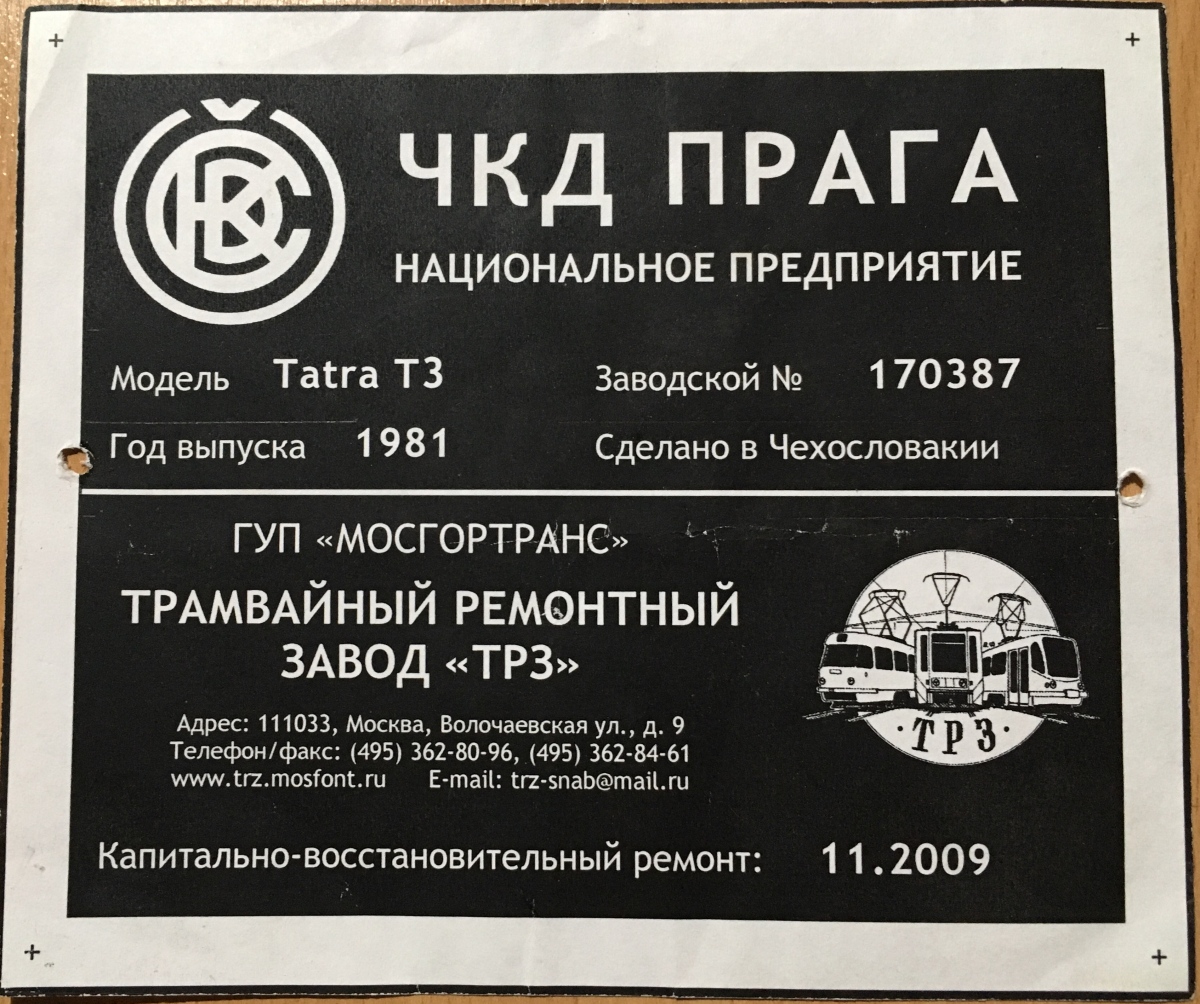 ČKD
ЧКД ПРАГА
НАЦИОНАЛЬНОЕ ПРЕДПРИЯТИЕ
Модель Tatra T3 Заводской № 170387
Год выпуска 1981 Сделано в Чехословакии
ГУП «МОСГОРТРАНС»
ТРАМВАЙНЫЙ РЕМОНТНЫЙ
ЗАВОД «ТРЗ»
Адрес: 111033, Москва, Волочаевская ул., д. 9
Телефон/факс: (495) 362-80-96, (495) 362-84-61
www.trz.mosfont.ru E-mail: trz-snab@mail.ru
·ТРЗ·
Капитально-восстановительный ремонт: 11.2009